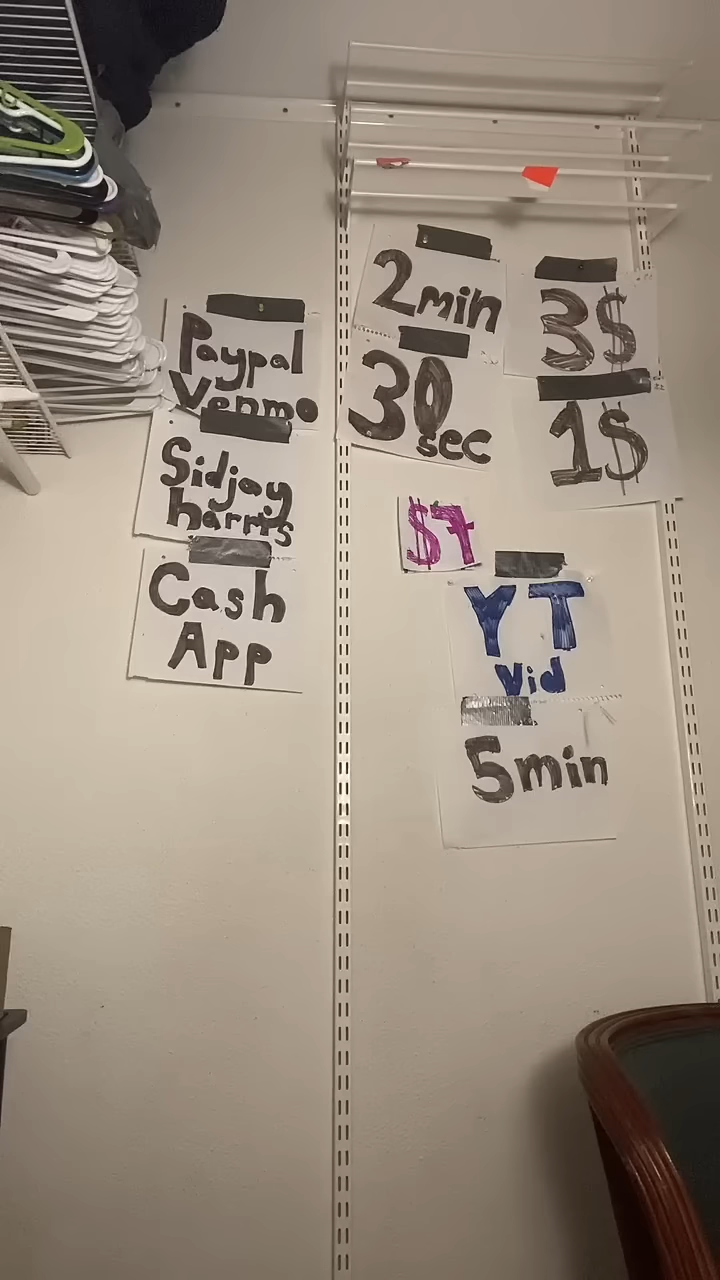 Paypal
Venmo
Sidjay
harris
Cash
App
2min
3$
30
sec
1$
$7
YT
Vid
5min